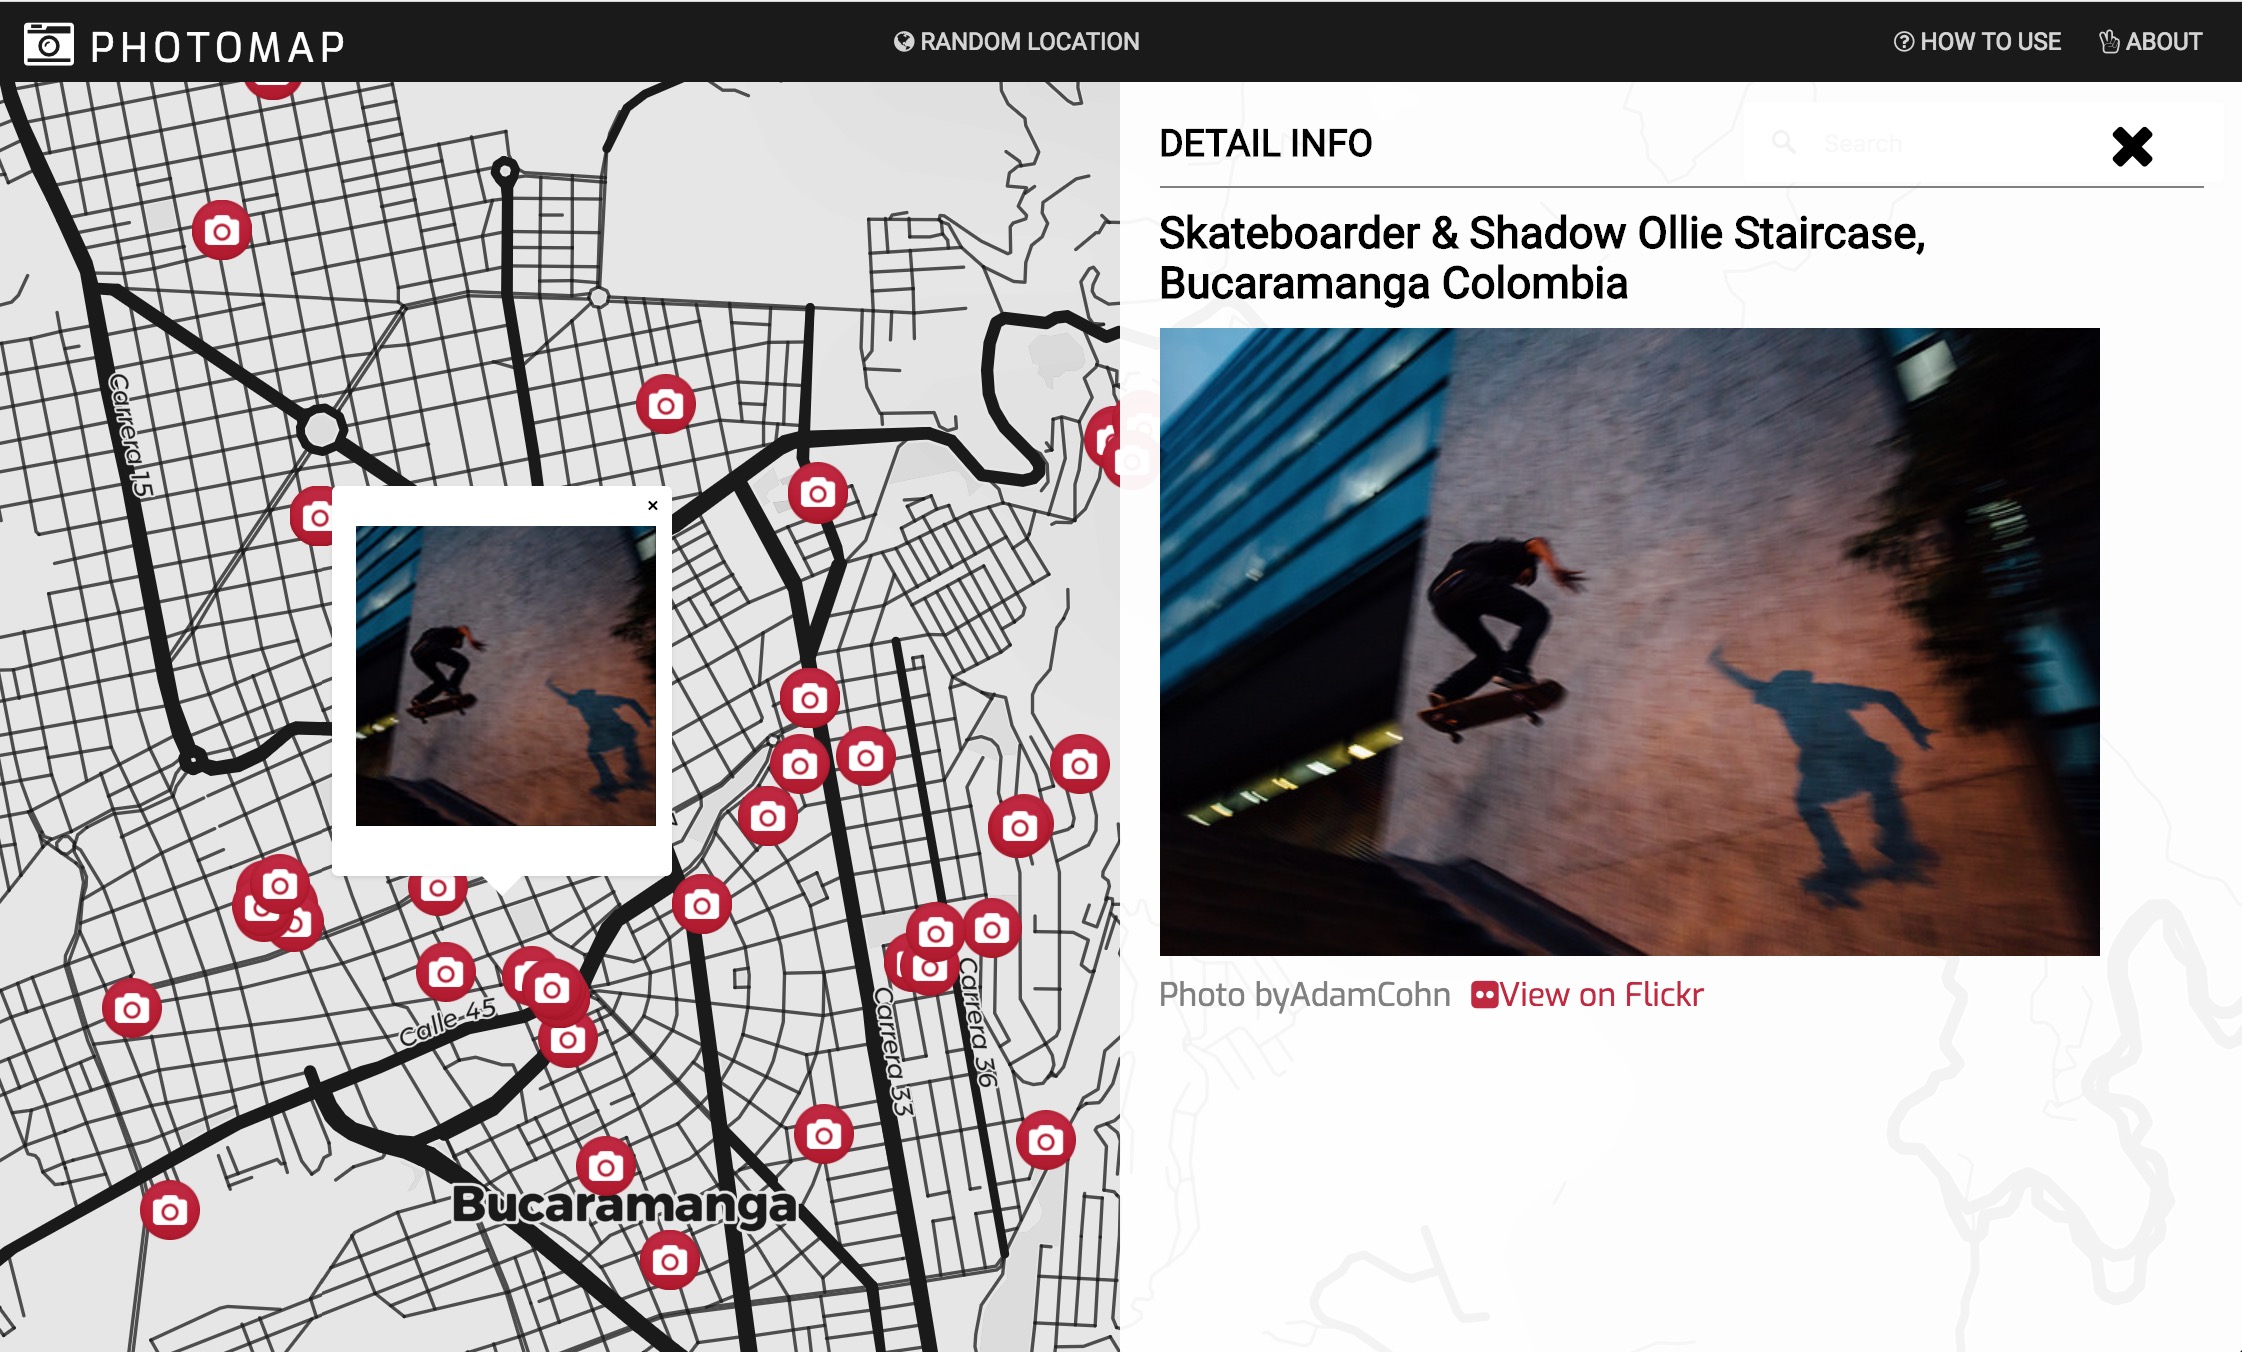 PHOTOMAP
RANDOM LOCATION
HOW TO USE
ABOUT
Carrera 15
Calle 45
Carrera 33
Carrera 36
Bucaramanga
DETAIL INFO
Search
Skateboarder & Shadow Ollie Staircase,
Bucaramanga Colombia
Photo byAdamCohn
View on Flickr